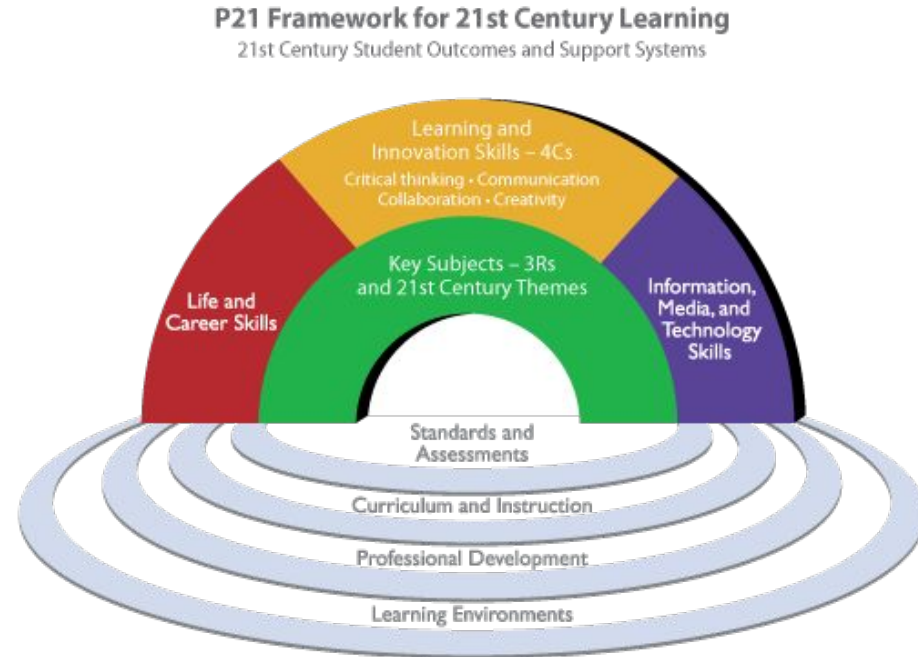 P21 Framework for 21st Century Learning
21st Century Student Outcomes and Support Systems
Learning and
Innovation Skills – 4Cs
Critical thinking • Communication
Collaboration • Creativity
Key Subjects – 3Rs
and 21st Century Themes
Life and
Career Skills
Information,
Media, and
Technology
Skills
Standards and
Assessments
Curriculum and Instruction
Professional Development
Learning Environments